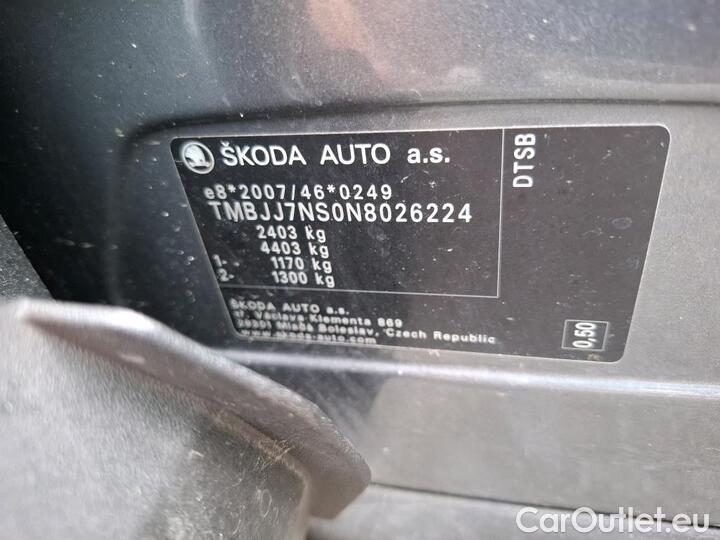 ŠKODA AUTO a.s.
e8*2007/46*0249
TMBJJ7NS0N8026224
2403 kg
4403 kg
1- 1170 kg
2- 1300 kg
ŠKODA AUTO a.s.
tř. Václava Klementa 869
29301 Mladá Boleslav, Czech Republic
www.skoda-auto.com
DTSB
0,50
CarOutlet.eu